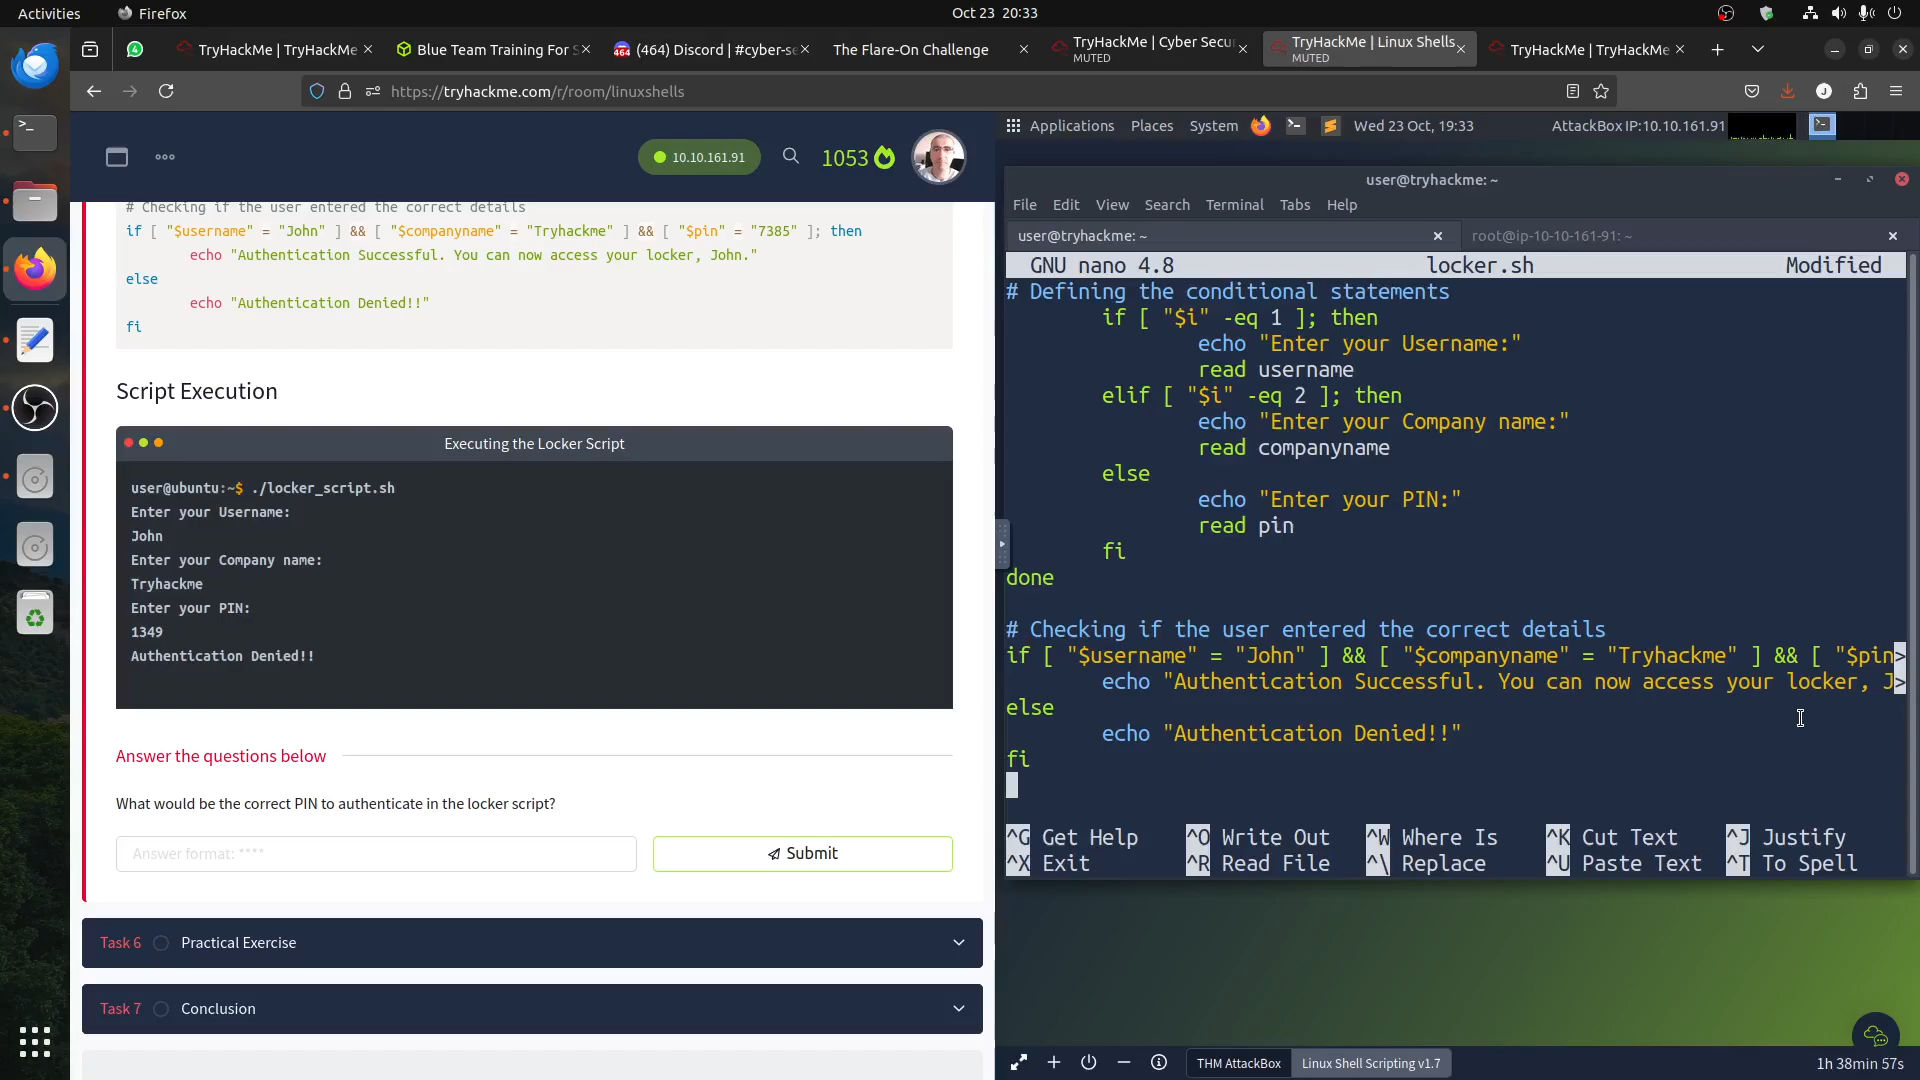 Activities
Firefox
Oct 23 20:33
TryHackMe | TryHackMe
Blue Team Training For S
(464) Discord | #cyber-se
The Flare-On Challenge
TryHackMe | Cyber Secu
MUTED
TryHackMe | Linux Shells
MUTED
TryHackMe | TryHackMe
https://tryhackme.com/r/room/linuxshells
10.10.161.91
1053
# Checking if the user entered the correct details
if [ "$username" = "John" ] && [ "$companyname" = "Tryhackme" ] && [ "$pin" = "7385" ]; then
echo "Authentication Successful. You can now access your locker, John."
else
echo "Authentication Denied!!"
fi
Script Execution
Executing the Locker Script
user@ubuntu:~$ ./locker_script.sh
Enter your Username:
John
Enter your Company name:
Tryhackme
Enter your PIN:
1349
Authentication Denied!!
Answer the questions below
What would be the correct PIN to authenticate in the locker script?
Answer format: ****
Submit
Task 6
Practical Exercise
Task 7
Conclusion
Applications
Places
System
Wed 23 Oct, 19:33
AttackBox IP:10.10.161.91
user@tryhackme: ~
File Edit View Search Terminal Tabs Help
user@tryhackme: ~
root@ip-10-10-161-91: ~
GNU nano 4.8
locker.sh
Modified
# Defining the conditional statements
if [ "$i" -eq 1 ]; then
echo "Enter your Username:"
read username
elif [ "$i" -eq 2 ]; then
echo "Enter your Company name:"
read companyname
else
echo "Enter your PIN:"
read pin
fi
done
# Checking if the user entered the correct details
if [ "$username" = "John" ] && [ "$companyname" = "Tryhackme" ] && [ "$pin>
echo "Authentication Successful. You can now access your locker, J>
else
echo "Authentication Denied!!"
fi
^G Get Help ^O Write Out ^W Where Is ^K Cut Text ^J Justify
^X Exit ^R Read File ^\ Replace ^U Paste Text ^T To Spell
THM AttackBox
Linux Shell Scripting v1.7
1h 38min 57s